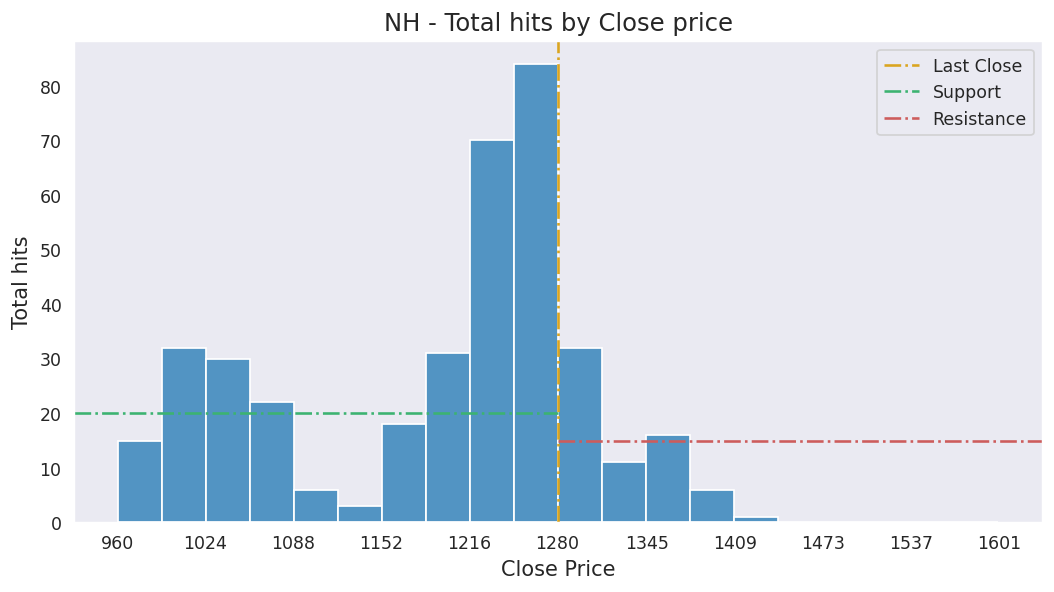 NH - Total hits by Close price
Last Close
Support
Resistance
Total hits
80
70
60
50
40
30
20
10
0
960 1024 1088 1152 1216 1280 1345 1409 1473 1537 1601
Close Price